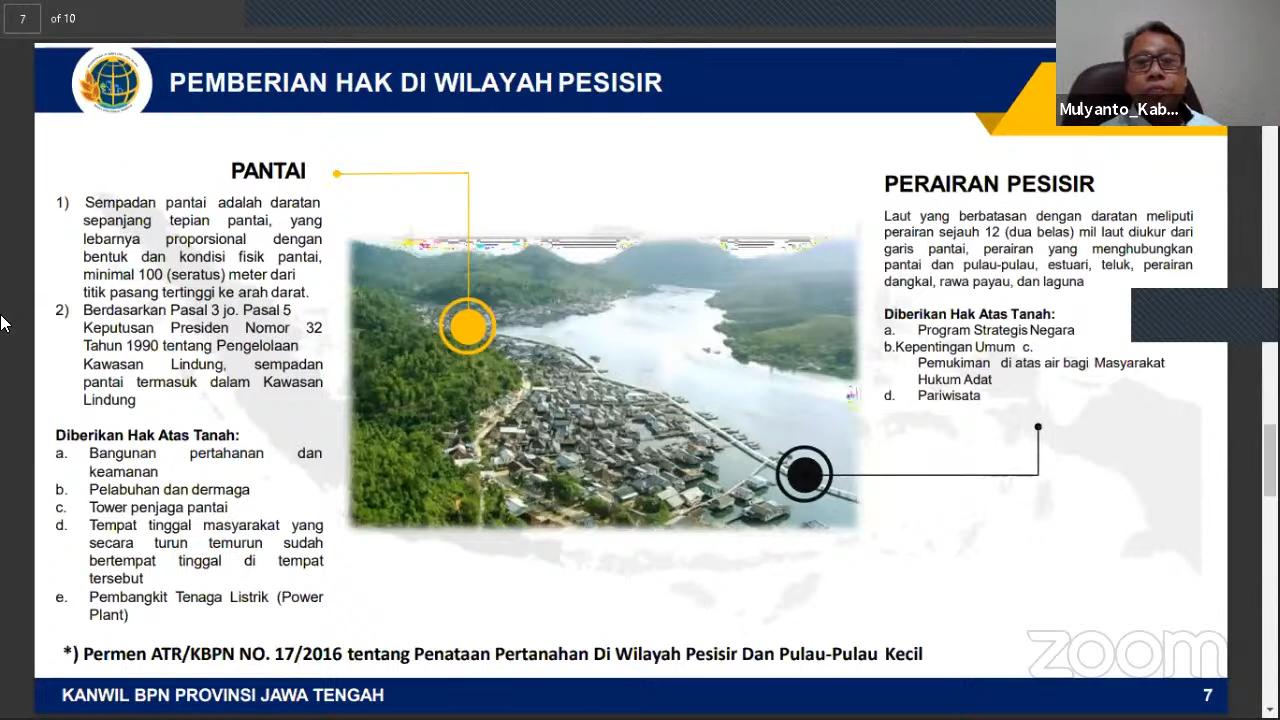 7
of 10
PEMBERIAN HAK DI WILAYAH PESISIR
Mulyanto_Kab...
PANTAI
1) Sempadan pantai adalah daratan
sepanjang tepian pantai, yang
lebarnya proporsional dengan
bentuk dan kondisi fisik pantai,
minimal 100 (seratus) meter dari
titik pasang tertinggi ke arah darat.
2) Berdasarkan Pasal 3 jo. Pasal 5
Keputusan Presiden Nomor 32
Tahun 1990 tentang Pengelolaan
Kawasan Lindung, sempadan
pantai termasuk dalam Kawasan
Lindung
Diberikan Hak Atas Tanah:
a. Bangunan pertahanan dan
keamanan
b. Pelabuhan dan dermaga
c. Tower penjaga pantai
d. Tempat tinggal masyarakat yang
secara turun temurun sudah
bertempat tinggal di tempat
tersebut
e. Pembangkit Tenaga Listrik (Power
Plant)
PERAIRAN PESISIR
Laut yang berbatasan dengan daratan meliputi
perairan sejauh 12 (dua belas) mil laut diukur dari
garis pantai, perairan yang menghubungkan
pantai dan pulau-pulau, estuari, teluk, perairan
dangkal, rawa payau, dan laguna
Diberikan Hak Atas Tanah:
a. Program Strategis Negara
b.Kepentingan Umum c.
Pemukiman di atas air bagi Masyarakat
Hukum Adat
d. Pariwisata
*) Permen ATR/KBPN NO. 17/2016 tentang Penataan Pertanahan Di Wilayah Pesisir Dan Pulau-Pulau Kecil
zoom
KANWIL BPN PROVINSI JAWA TENGAH
7